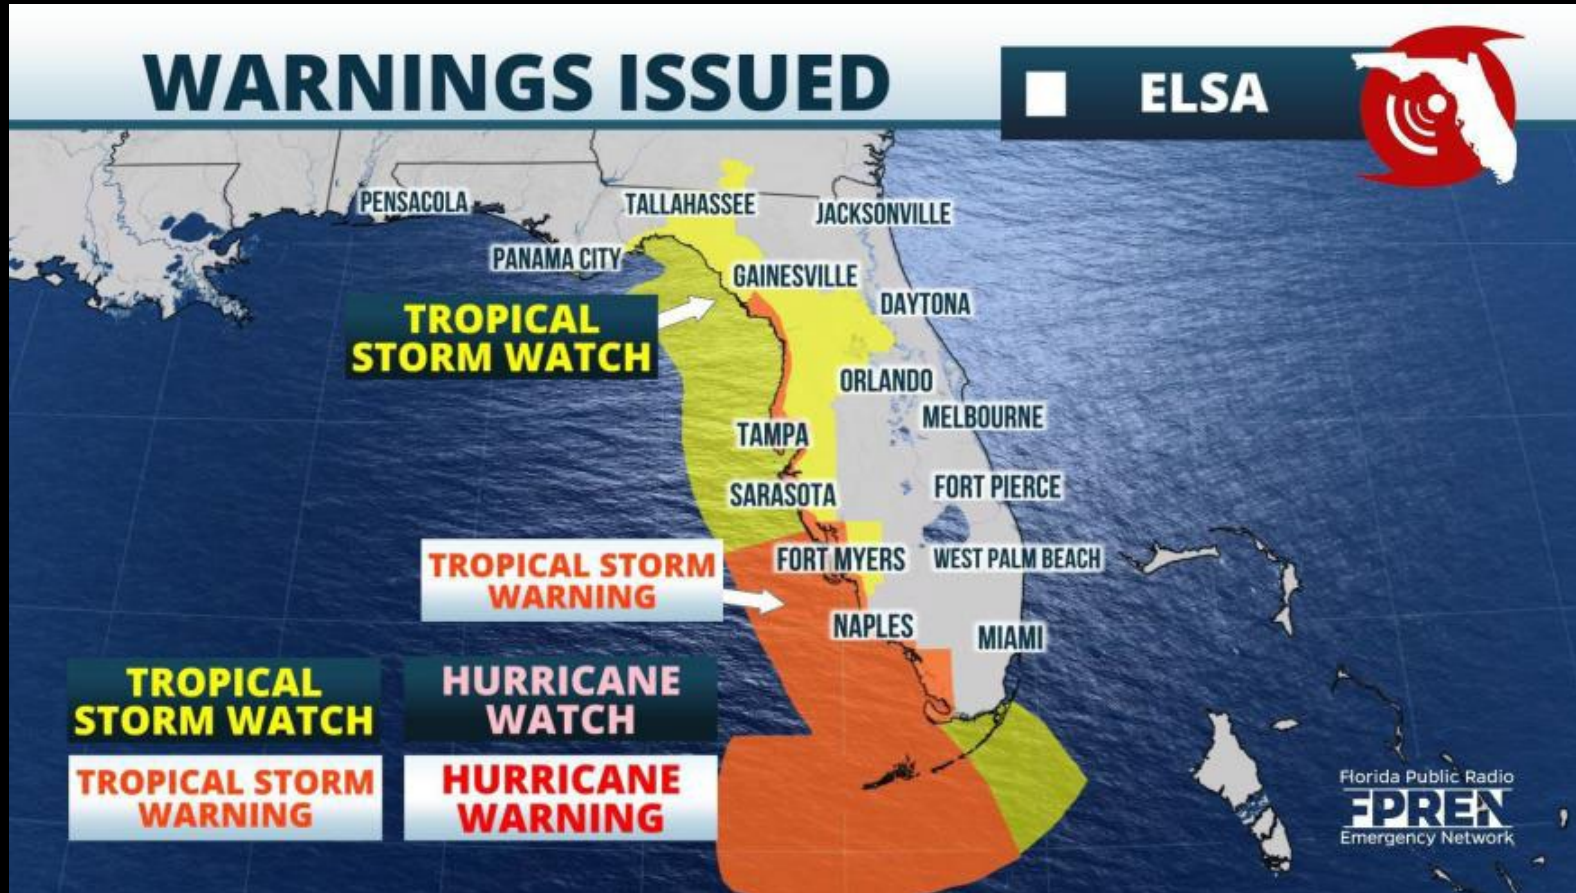 WARNINGS ISSUED
ELSA
PENSACOLA
TALLAHASSEE
JACKSONVILLE
PANAMA CITY
GAINESVILLE
DAYTONA
TROPICAL
STORM WATCH
ORLANDO
MELBOURNE
TAMPA
SARASOTA
FORT PIERCE
TROPICAL STORM
WARNING
FORT MYERS
WEST PALM BEACH
NAPLES
MIAMI
TROPICAL
STORM WATCH
HURRICANE
WATCH
TROPICAL STORM
WARNING
HURRICANE
WARNING
Florida Public Radio
FPREN
Emergency Network